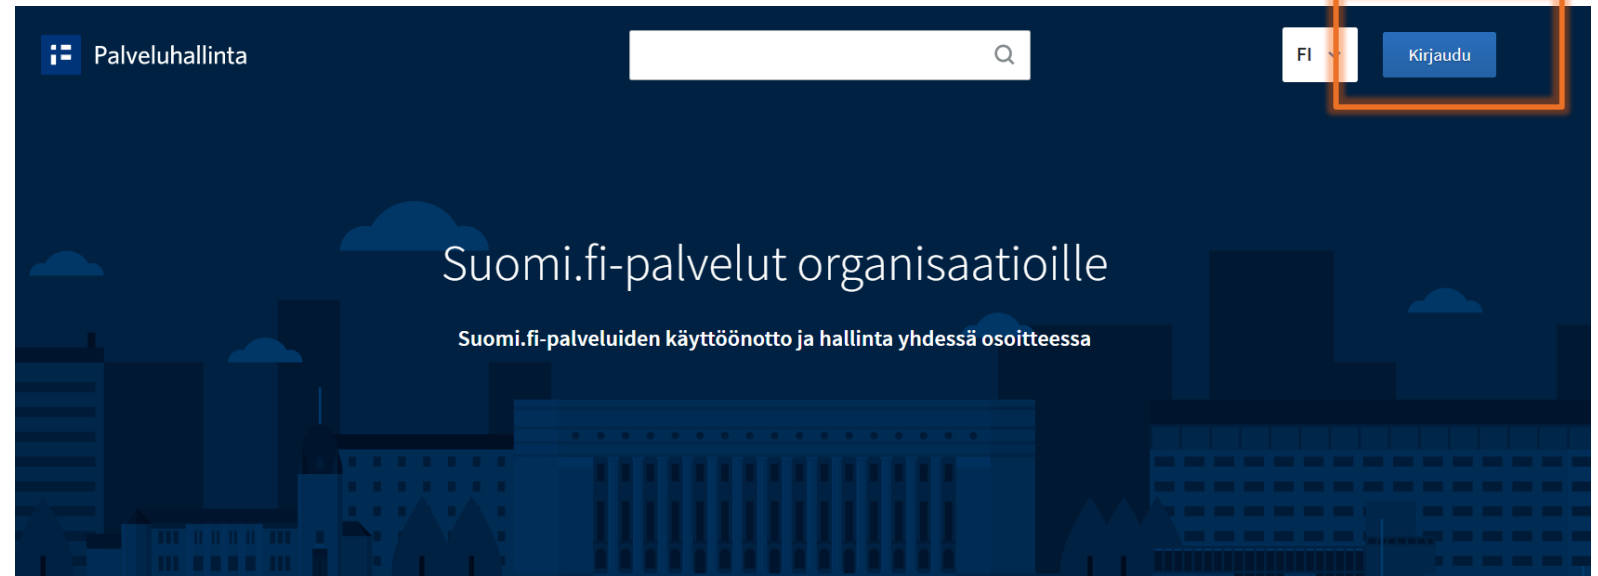 Palveluhallinta
FI
Kirjaudu
Suomi.fi-palvelut organisaatioille
Suomi.fi-palveluiden käyttöönotto ja hallinta yhdessä osoitteessa